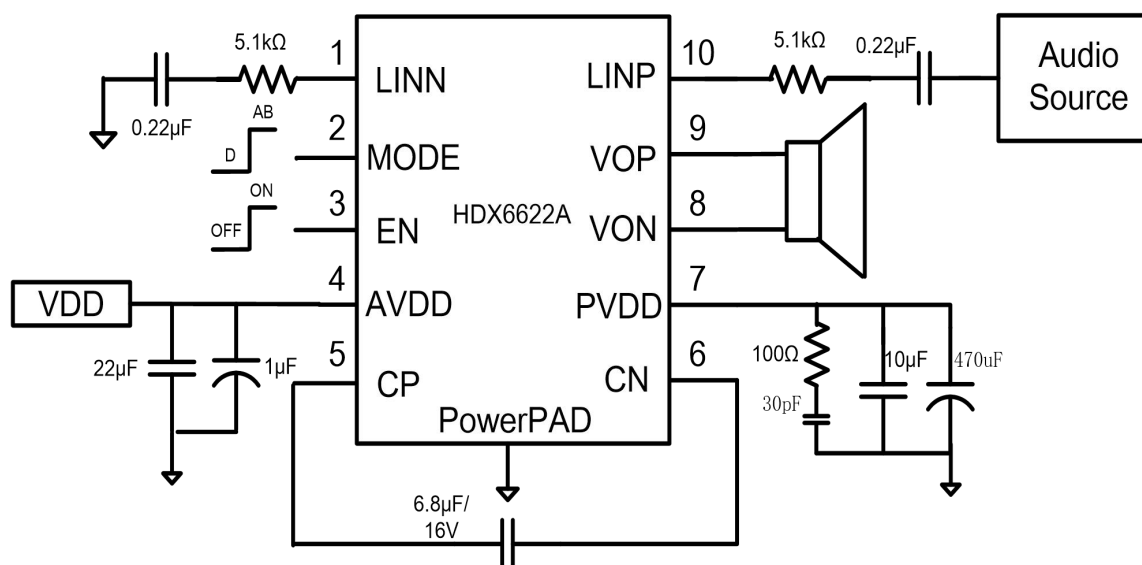 5.1kΩ
0.22μF
1
LINN
AB
D
2
MODE
ON
OFF
3
EN
VDD
4
AVDD
22μF
1μF
5
CP
HDX6622A
PowerPAD
6.8μF/
16V
10
LINP
5.1kΩ
0.22μF
Audio
Source
9
VOP
8
VON
7
PVDD
6
CN
100Ω
30pF
10μF
470uF